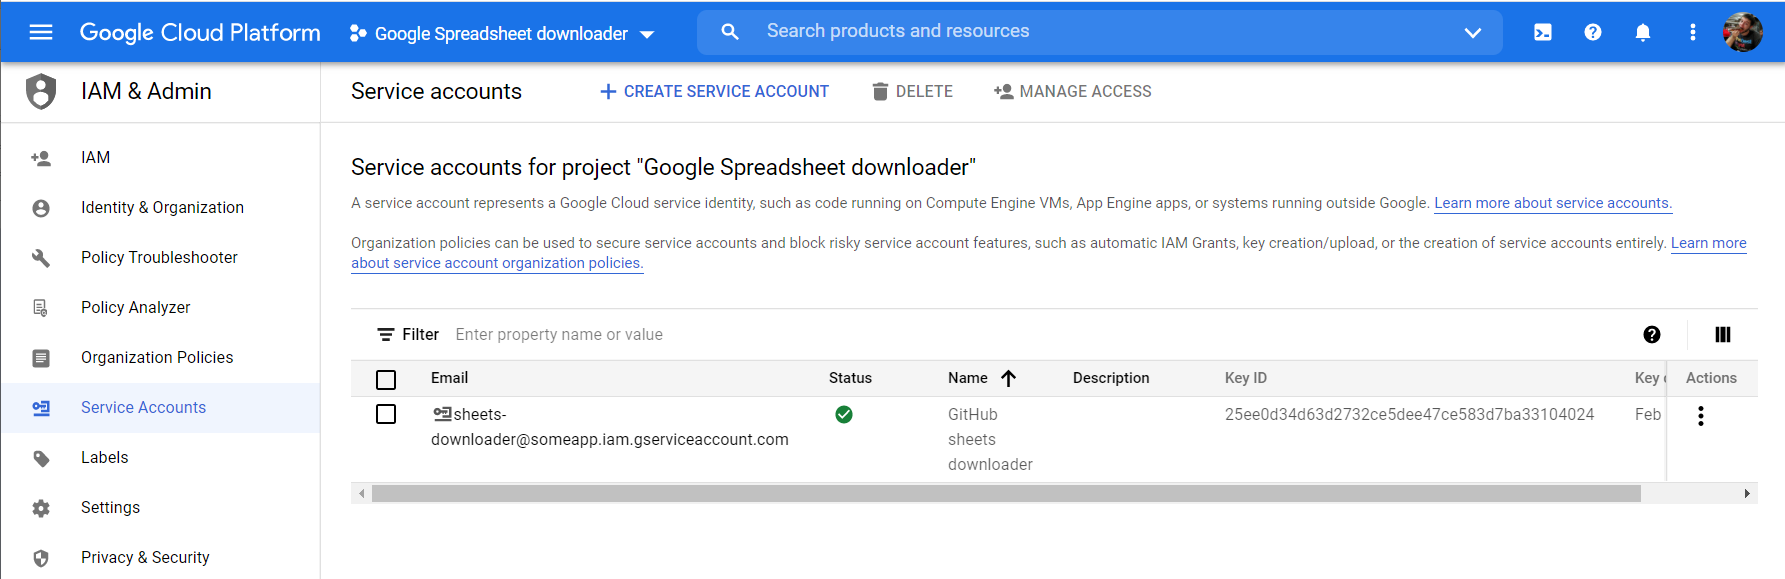 Google Cloud Platform
Google Spreadsheet downloader
Search products and resources
IAM & Admin
IAM
Identity & Organization
Policy Troubleshooter
Policy Analyzer
Organization Policies
Service Accounts
Labels
Settings
Privacy & Security
Service accounts
CREATE SERVICE ACCOUNT
DELETE
MANAGE ACCESS
Service accounts for project "Google Spreadsheet downloader"
A service account represents a Google Cloud service identity, such as code running on Compute Engine VMs, App Engine apps, or systems running outside Google. Learn more about service accounts.
Organization policies can be used to secure service accounts and block risky service account features, such as automatic IAM Grants, key creation/upload, or the creation of service accounts entirely. Learn more
about service account organization policies.
Filter Enter property name or value
Email Status Name Description Key ID Key Actions
sheets- GitHub 25ee0d34d63d2732ce5dee47ce583d7ba33104024 Feb
downloader@someapp.iam.gserviceaccount.com sheets
downloader